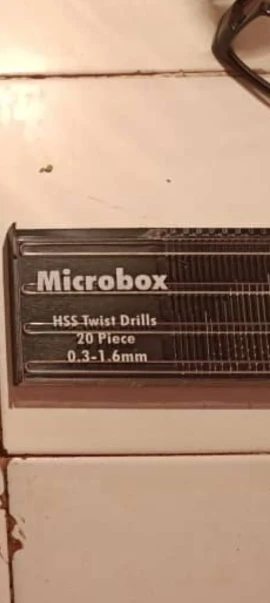 Microbox
HSS Twist Drills
20 Piece
0.3-1.6mm